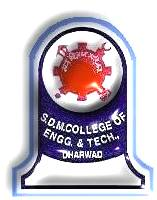 S.D.M.COLLEGE OF
ENGG. & TECH.,
DHARWAD